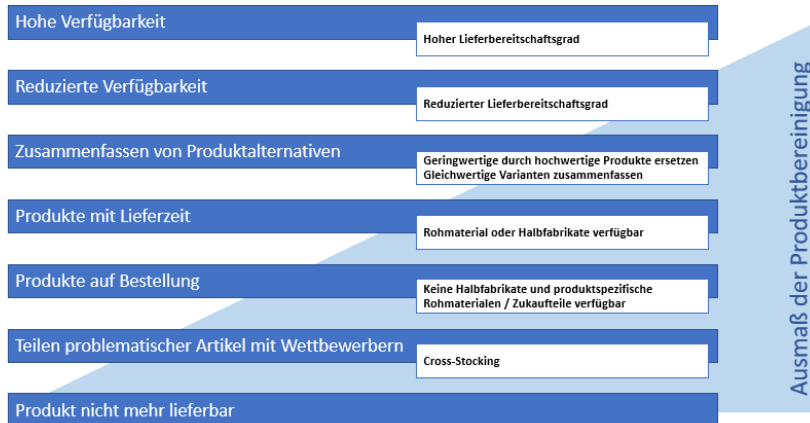 Hohe Verfügbarkeit
Hoher Lieferbereitschaftsgrad
Reduzierte Verfügbarkeit
Reduzierter Lieferbereitschaftsgrad
Zusammenfassen von Produktalternativen
Geringwertige durch hochwertige Produkte ersetzen
Gleichwertige Varianten zusammenfassen
Produkte mit Lieferzeit
Rohmaterial oder Halbfabrikate verfügbar
Produkte auf Bestellung
Keine Halbfabrikate und produktspezifische
Rohmaterialen / Zukaufteile verfügbar
Teilen problematischer Artikel mit Wettbewerbern
Cross-Stocking
Produkt nicht mehr lieferbar
Ausmaß der Produktbereinigung